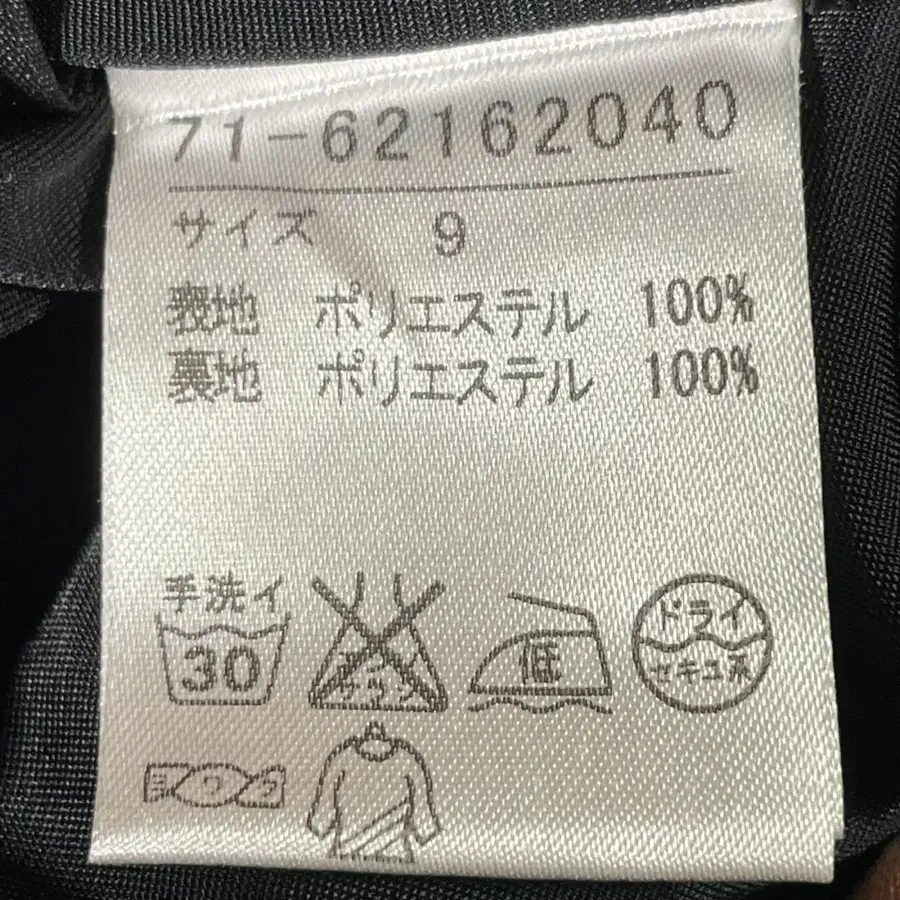 71-62162040
サイズ 9
表地 ポリエステル 100%
裏地 ポリエステル 100%
手洗イ
30
低
ドライ
セキユ系
ヨワク